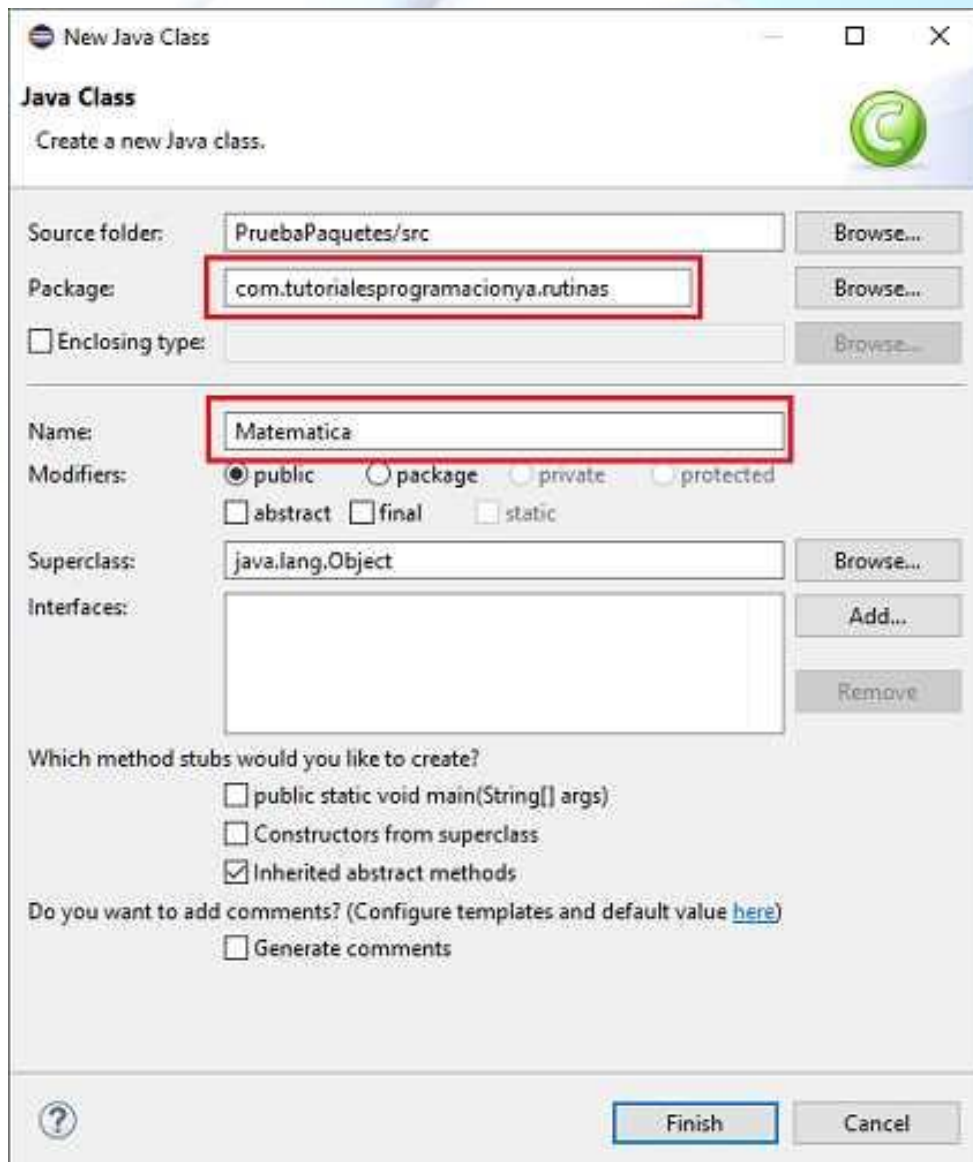 New Java Class
Java Class
Create a new Java class.
Source folder: PruebaPaquetes/src Browse...
Package: com.tutorialesprogramacionya.rutinas Browse...
Enclosing type: Browse...
Name: Matematica
Modifiers: public package private protected
abstract final static
Superclass: java.lang.Object Browse...
Interfaces: Add...
Remove
Which method stubs would you like to create?
public static void main(String[] args)
Constructors from superclass
Inherited abstract methods
Do you want to add comments? (Configure templates and default value here)
Generate comments
? Finish Cancel